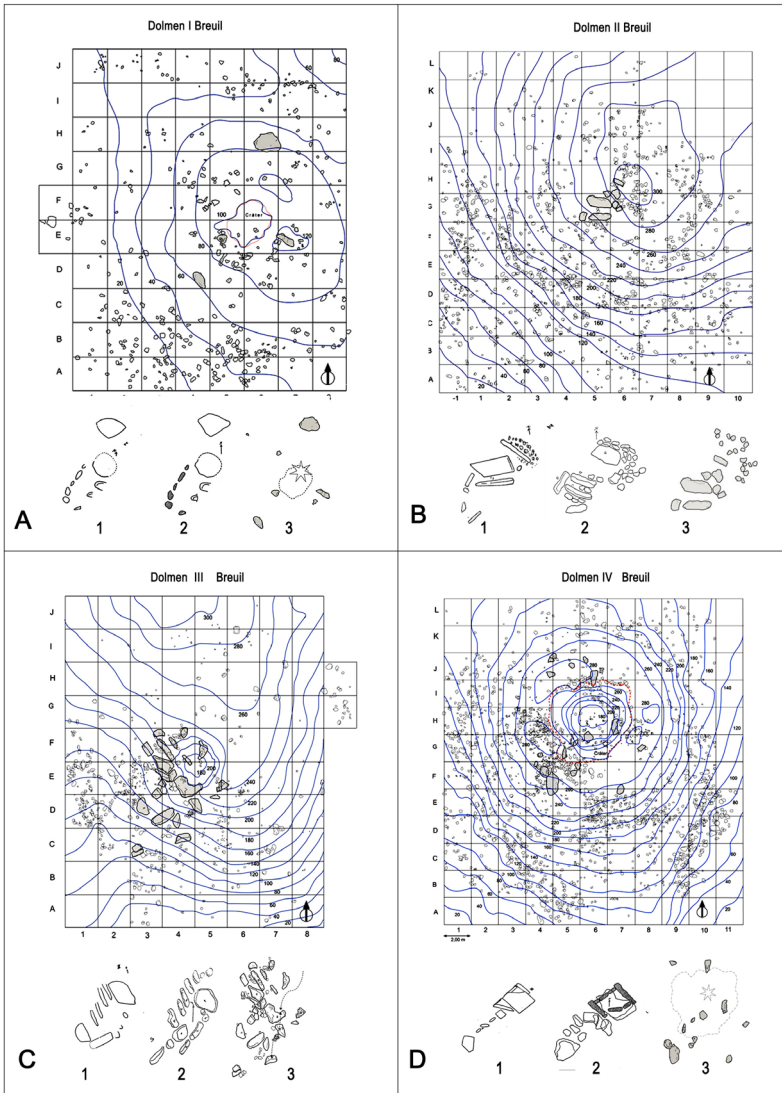 Dolmen I Breuil
J
I
H
G
F
E
D
C
B
A
60
80
100
Cráter
120
80
60
40
20
1 2 3
A
Dolmen II Breuil
L
K
J
I
H
G
F
E
D
C
B
A
300
280
260
240
220
200
180
160
140
120
100
80
60
40
20
-1 1 2 3 4 5 6 7 8 9 10
1 2 3
B
Dolmen III Breuil
J
I
H
G
F
E
D
C
B
A
300
280
260
200
180
240
220
200
180
160
140
120
100
80
60
40
20
1 2 3 4 5 6 7 8
1 2 3
C
Dolmen IV Breuil
L
K
J
I
H
G
F
E
D
C
B
A
280
260
240
220
200
180
160
140
120
100
80
60
40
20
Cráter
1 2 3 4 5 6 7 8 9 10 11
2,00 m
1 2 3
D